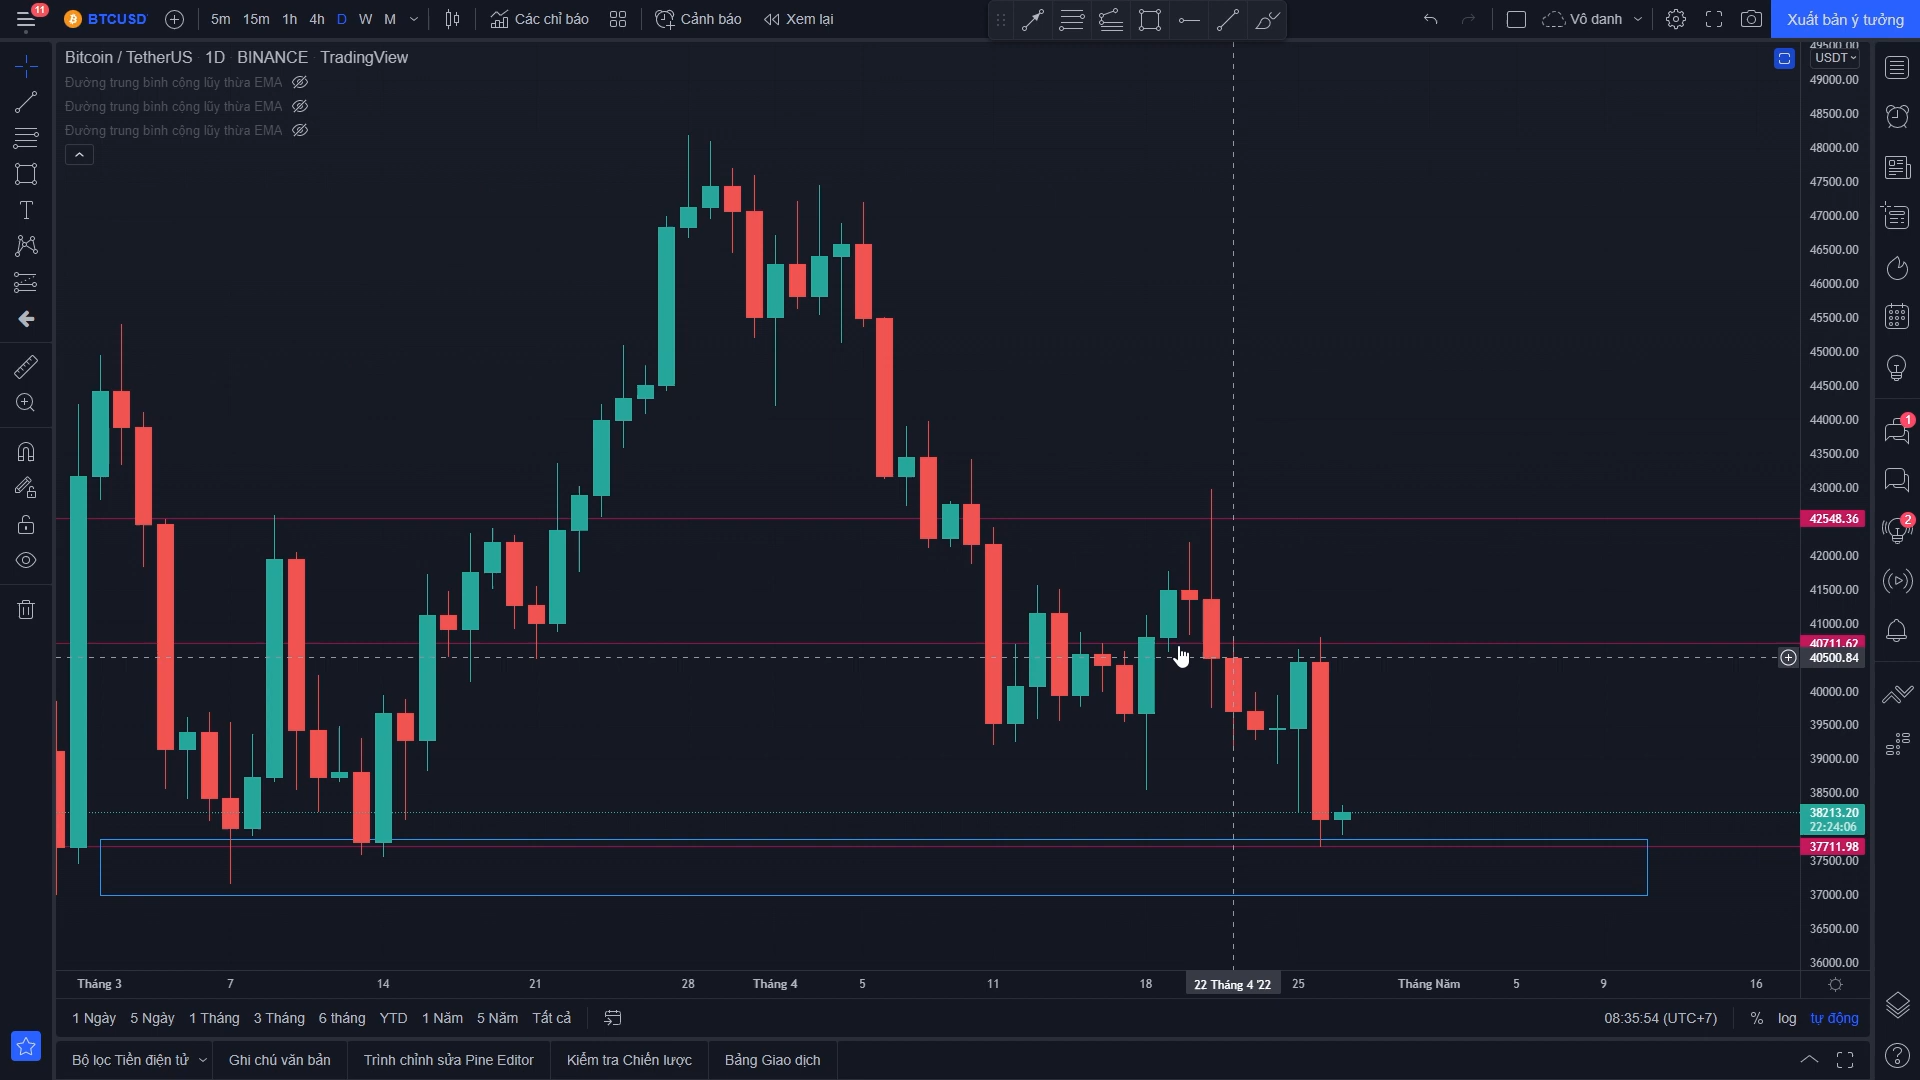 11
BTCUSD
5m 15m 1h 4h D W M
Các chỉ báo
Cảnh báo
Xem lại
Vô danh
Xuất bản ý tưởng
Bitcoin / TetherUS 1D BINANCE TradingView
Đường trung bình cộng lũy thừa EMA
Đường trung bình cộng lũy thừa EMA
Đường trung bình cộng lũy thừa EMA
49500.00
USDT
49000.00
48500.00
48000.00
47500.00
47000.00
46500.00
46000.00
45500.00
45000.00
44500.00
44000.00
43500.00
43000.00
42548.36
42000.00
41500.00
41000.00
40711.62
40500.84
40000.00
39500.00
39000.00
38500.00
38213.20
22:24:06
37711.98
37500.00
37000.00
36500.00
36000.00
1
2
Tháng 3 7 14 21 28 Tháng 4 5 11 18 22 Tháng 4 '22 25 Tháng Năm 5 9 16
1 Ngày 5 Ngày 1 Tháng 3 Tháng 6 tháng YTD 1 Năm 5 Năm Tất cả
08:35:54 (UTC+7) % log tự động
Bộ lọc Tiền điện tử Ghi chú văn bản Trình chỉnh sửa Pine Editor Kiểm tra Chiến lược Bảng Giao dịch